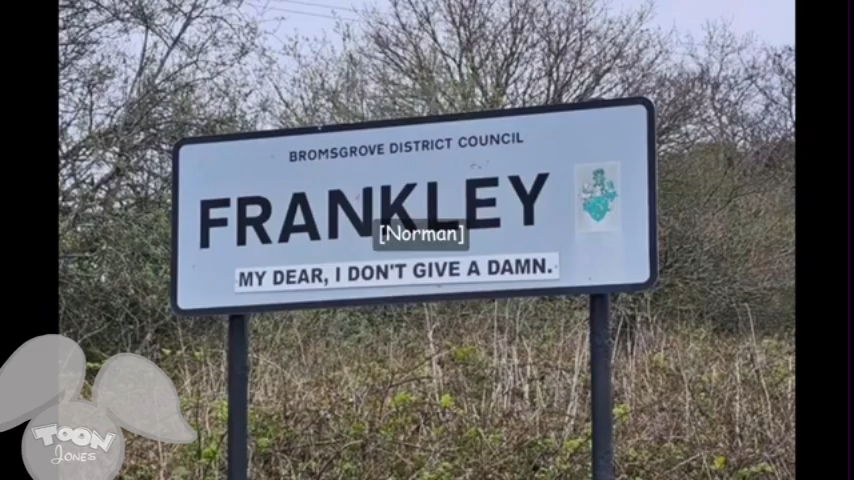 BROMSGROVE DISTRICT COUNCIL
FRANKLEY
[Norman]
MY DEAR, I DON'T GIVE A DAMN.
TOON
JONES